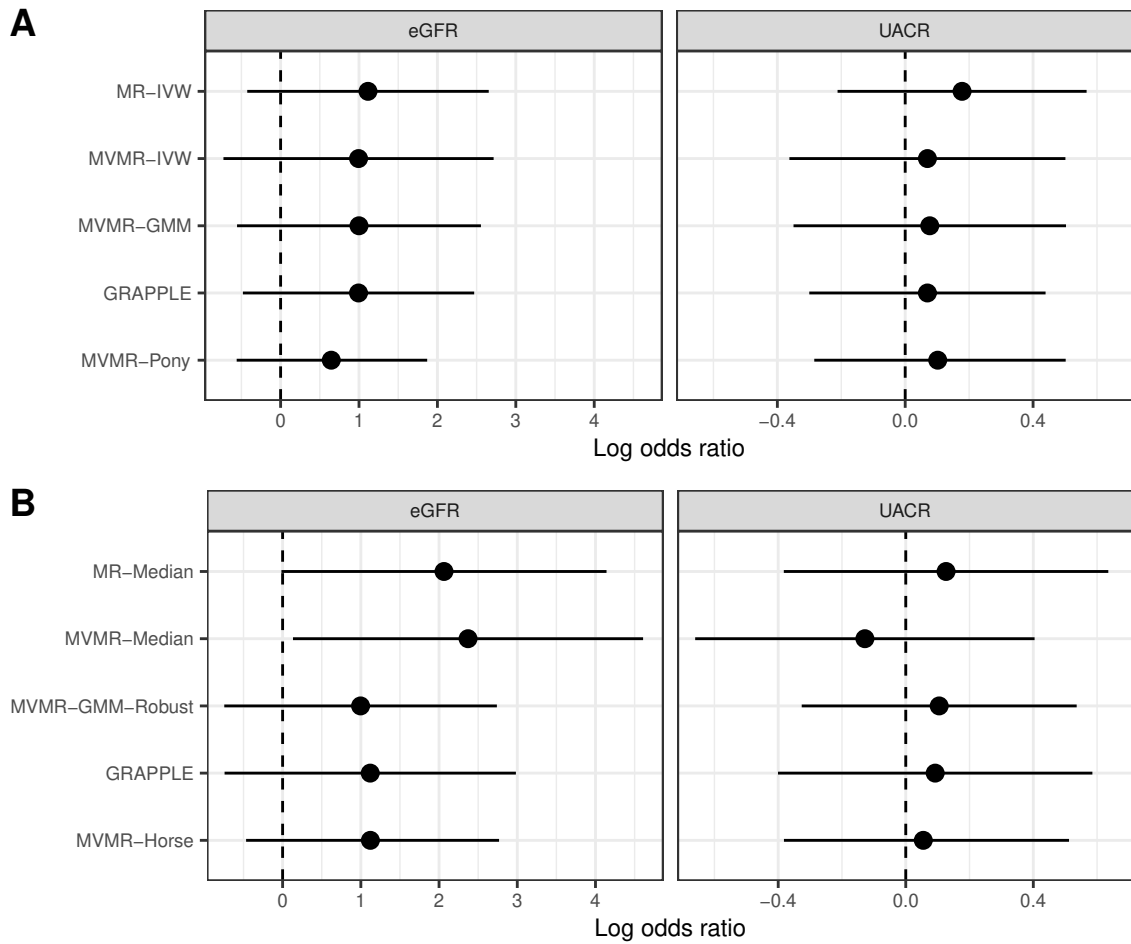 A
eGFR
UACR
MR−IVW
MVMR−IVW
MVMR−GMM
GRAPPLE
MVMR−Pony
0 1 2 3 4
−0.4 0.0 0.4
Log odds ratio
B
eGFR
UACR
MR−Median
MVMR−Median
MVMR−GMM−Robust
GRAPPLE
MVMR−Horse
0 1 2 3 4
−0.4 0.0 0.4
Log odds ratio